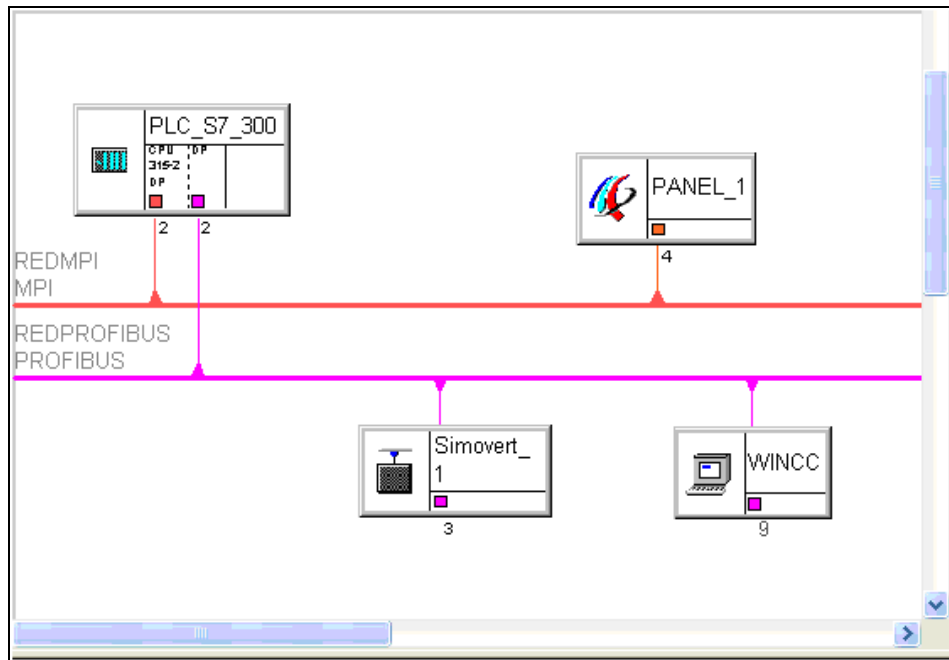 PLC_S7_300
CPU DP
315-2
DP
2 2
PANEL_1
4
REDMPI
MPI
REDPROFIBUS
PROFIBUS
Simovert_
1
3
WINCC
9